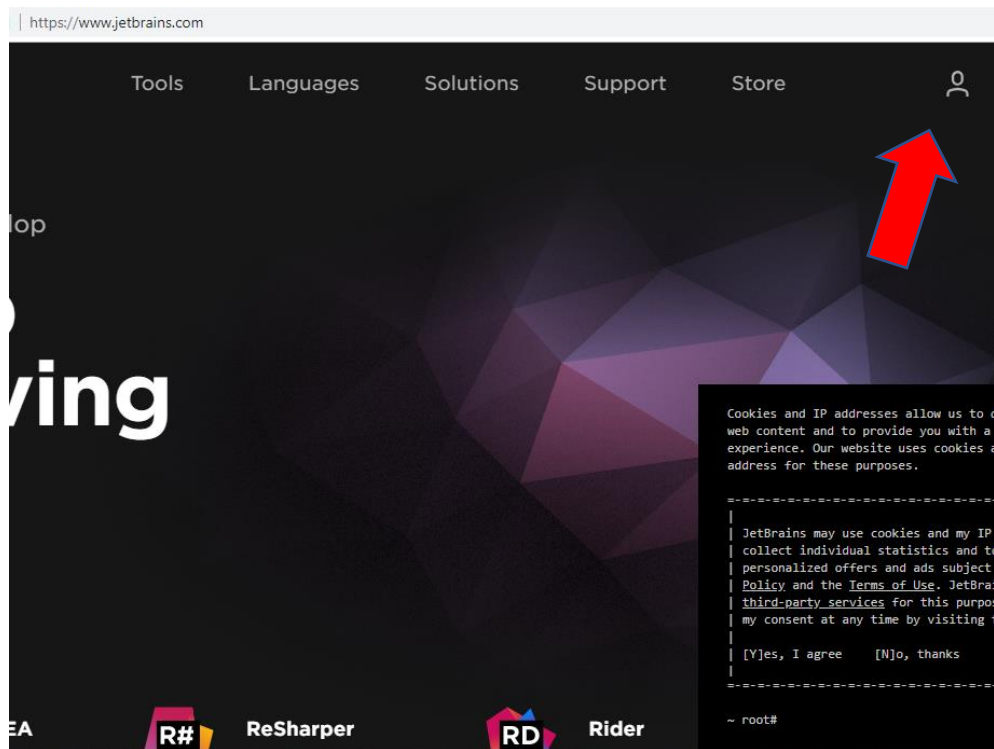 https://www.jetbrains.com
Tools Languages Solutions Support Store
lop
ving
Cookies and IP addresses allow us to
web content and to provide you with a
experience. Our website uses cookies
address for these purposes.
=-=-=-=-=-=-=-=-=-=-=-=-=-=-=-=-=-=-
|
| JetBrains may use cookies and my IP
| collect individual statistics and
| personalized offers and ads subject
| Policy and the Terms of Use. JetBrai
| third-party services for this purpos
| my consent at any time by visiting
|
| [Y]es, I agree [N]o, thanks
|
=-=-=-=-=-=-=-=-=-=-=-=-=-=-=-=-=-=-
EA R# ReSharper RD Rider
~ root#